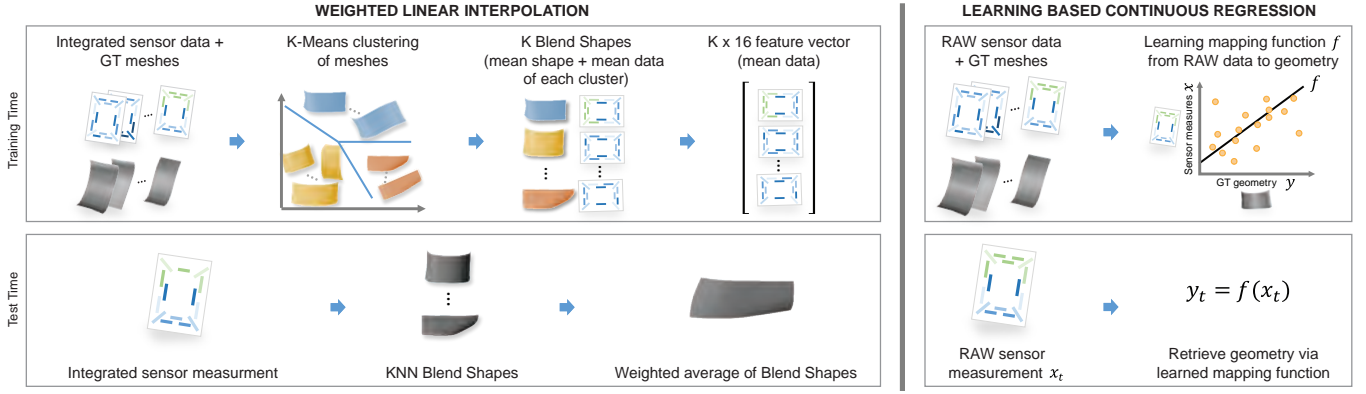 WEIGHTED LINEAR INTERPOLATION
Training Time
Integrated sensor data +
GT meshes
...
...
K-Means clustering
of meshes
K Blend Shapes
(mean shape + mean data
of each cluster)
K x 16 feature vector
(mean data)
Test Time
Integrated sensor measurment
KNN Blend Shapes
Weighted average of Blend Shapes
LEARNING BASED CONTINUOUS REGRESSION
RAW sensor data
+ GT meshes
...
...
Learning mapping function f
from RAW data to geometry
Sensor measures x
f
GT geometry y
RAW sensor
measurement x_t
y_t = f(x_t)
Retrieve geometry via
learned mapping function